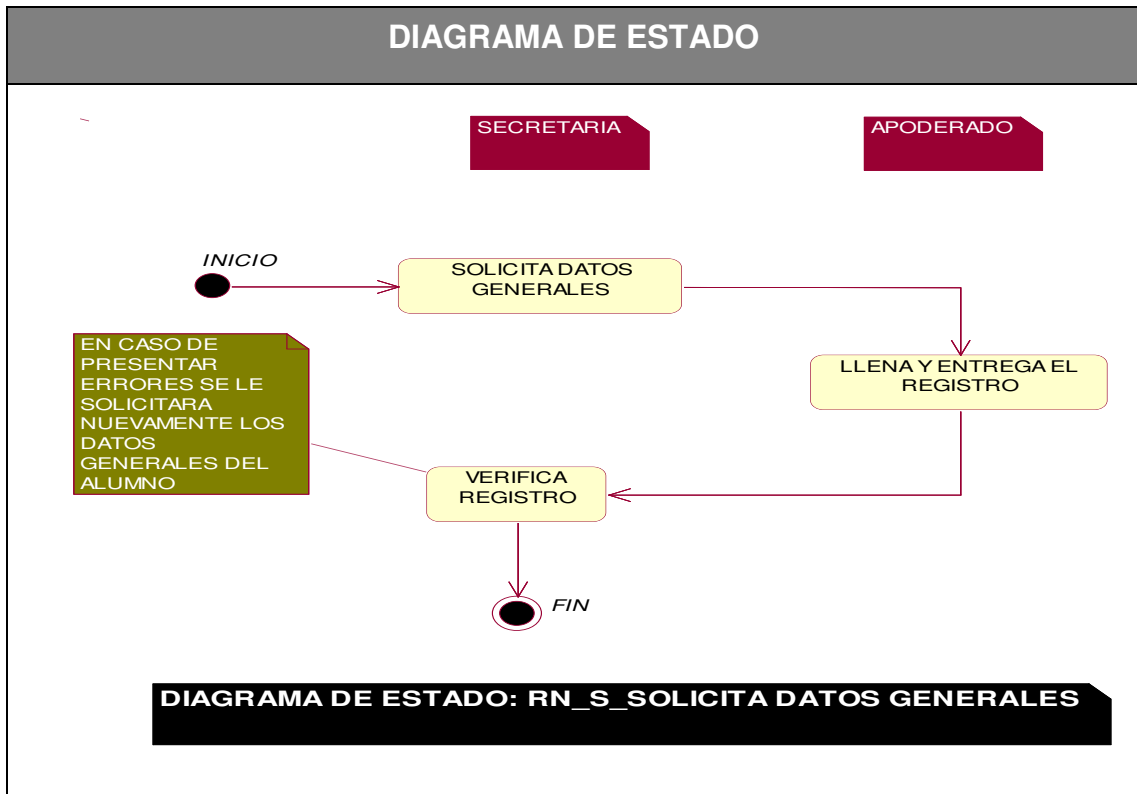 DIAGRAMA DE ESTADO
SECRETARIA
APODERADO
INICIO
SOLICITA DATOS
GENERALES
EN CASO DE
PRESENTAR
ERRORES SE LE
SOLICITARA
NUEVAMENTE LOS
DATOS
GENERALES DEL
ALUMNO
LLENA Y ENTREGA EL
REGISTRO
VERIFICA
REGISTRO
FIN
DIAGRAMA DE ESTADO: RN_S_SOLICITA DATOS GENERALES